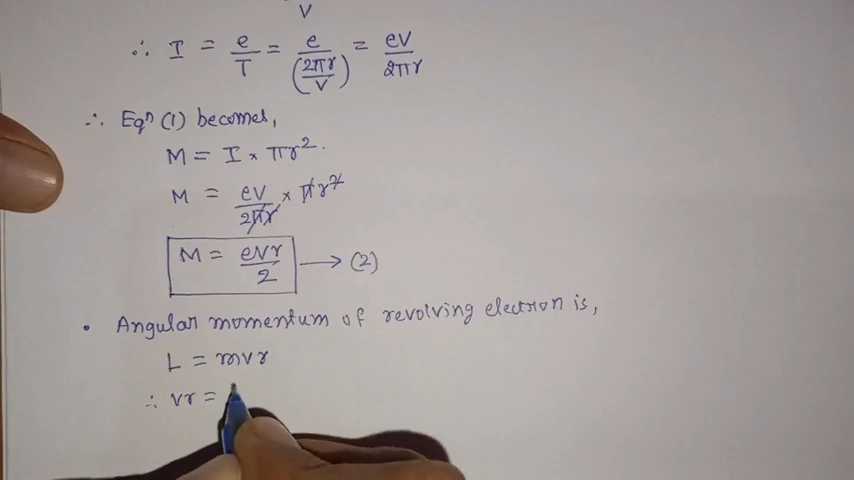 V
∴ I = e/T = e/(2πr/V) = eV/2πr
∴ Eqⁿ (1) becomes,
M = I × πr².
M = eV/2πr × πr²
M = eVr/2 → (2)
• Angular momentum of revolving electron is,
L = mvr
∴ vr =